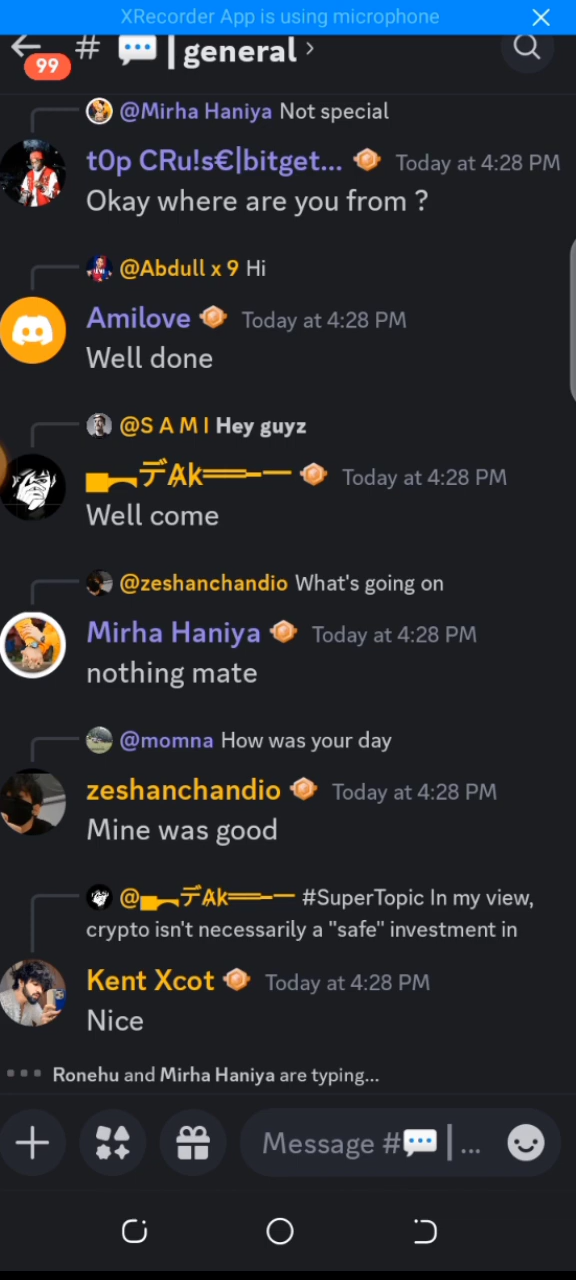 XRecorder App is using microphone
99
# 💬 | general ›
@Mirha Haniya Not special
t0p CRu!s€|bitget... Today at 4:28 PM
Okay where are you from ?
@Abdull x 9 Hi
Amilove Today at 4:28 PM
Well done
@S A M I Hey guyz
▄︻デAk══━一 Today at 4:28 PM
Well come
@zeshanchandio What's going on
Mirha Haniya Today at 4:28 PM
nothing mate
@momna How was your day
zeshanchandio Today at 4:28 PM
Mine was good
@▄︻デAk══━一 #SuperTopic In my view,
crypto isn't necessarily a "safe" investment in
Kent Xcot Today at 4:28 PM
Nice
Ronehu and Mirha Haniya are typing...
Message #💬 | ...